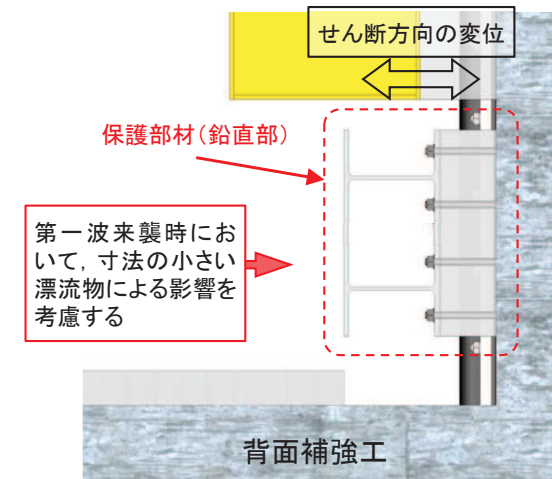 せん断方向の変位
保護部材(鉛直部)
第一波来襲時にお
いて，寸法の小さい
漂流物による影響を
考慮する
背面補強工